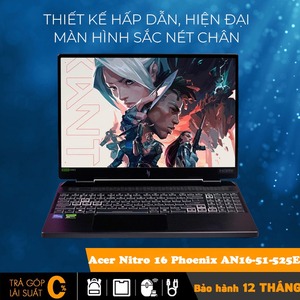 THIẾT KẾ HẤP DẪN, HIỆN ĐẠI
MÀN HÌNH SẮC NÉT CHÂN
Acer Nitro 16 Phoenix AN16-51-525E
TRẢ GÓP
LÃI SUẤT
0%
Bảo hành 12 THÁNG